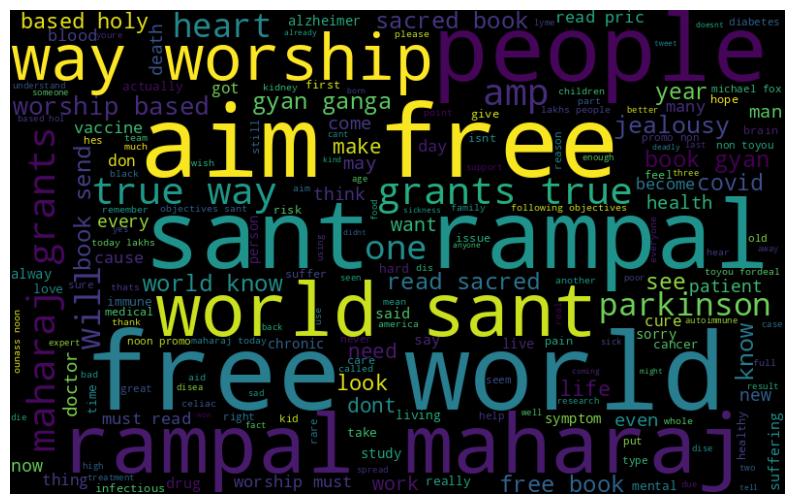 based holy
heart
alzheimer
sacred book
read pric
lyme
doesnt
diabetes
blood
youre
death
already
please
tweet
way worship
people
understand
someone
actually
got
kidney
first
born
children
better
michael fox
based hol
worship based
gyan ganga
amp
year
vaccine
team
hes
much
still
cant
come
point
give
lakhs people
part
many
hope
man
aim free
make
day
isnt
jealousy
promo non
brain
don
wish
kind
may
support
enough
reason
deadly
last
non toyou
book gyan
black
age
feel
three
true way
grants true
become
covid
remember
objectives sant
risk
aim
think
food
family
following objectives
health
every
yes
sickness
sant
rampal
want
didnt
issue
everyone
old
today lakhs
person
using
anyone
one
hear
away
cause
alway
love
sure
thats
world know
suffer
seen
hard
dis
another
poor
toyou fordeal
read sacred
see
patient
immune
mean
said
real
world sant
parkinson
medical
use
america
cure
autoimmune
expert
thank
back
sorry
case
ounass noon
noon promo
maharaj today
chronic
never
say
live
pain
cancer
sick
full
free world
need
called
care
coming
might
know
doctor
time
bad
aid
disea
look
seem
life
research
result
great
sad
celiac
new
die
fact
kid
dont
living
must read
right
rare
help
well
symptom
even
whole
healthy
rampal maharaj
now
high
take
put
dise
two
study
type
suffering
thing
treatment
spread
infectious
drug
worship must
work
really
free book
mental
due
tell
maharaj grants
will
book send